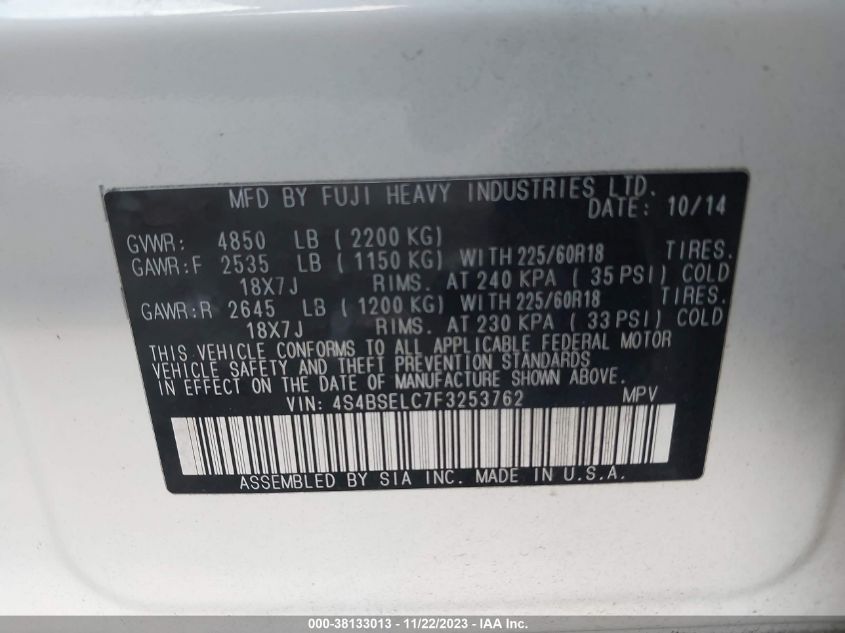 MFD BY FUJI HEAVY INDUSTRIES LTD.
DATE: 10/14
GVWR: 4850 LB ( 2200 KG)
GAWR:F 2535 LB ( 1150 KG) WITH 225/60R18 TIRES.
18X7J RIMS. AT 240 KPA ( 35 PSI) COLD
GAWR:R 2645 LB ( 1200 KG) WITH 225/60R18 TIRES.
18X7J RIMS. AT 230 KPA ( 33 PSI) COLD
THIS VEHICLE CONFORMS TO ALL APPLICABLE FEDERAL MOTOR
VEHICLE SAFETY AND THEFT PREVENTION STANDARDS
IN EFFECT ON THE DATE OF MANUFACTURE SHOWN ABOVE.
VIN: 4S4BSELC7F3253762 MPV
ASSEMBLED BY SIA INC. MADE IN U.S.A.
000-38133013 - 11/22/2023 - IAA Inc.